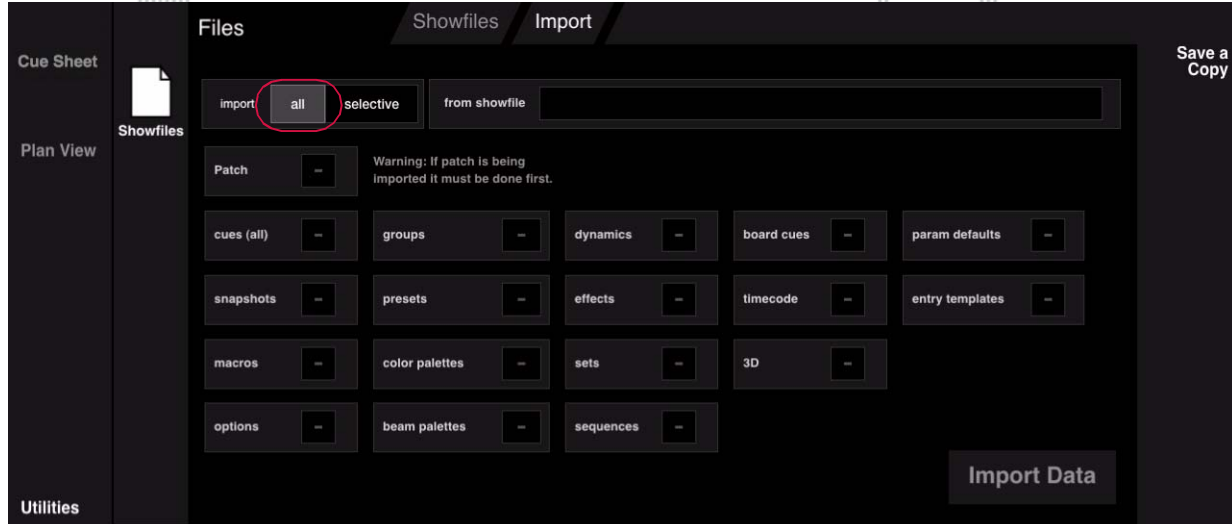 Files
Showfiles
Import
Cue Sheet
Save a
Copy
import
all
selective
from showfile
Showfiles
Plan View
Patch
-
Warning: If patch is being
imported it must be done first.
cues (all)
-
groups
-
dynamics
-
board cues
-
param defaults
-
snapshots
-
presets
-
effects
-
timecode
-
entry templates
-
macros
-
color palettes
-
sets
-
3D
-
options
-
beam palettes
-
sequences
-
Import Data
Utilities